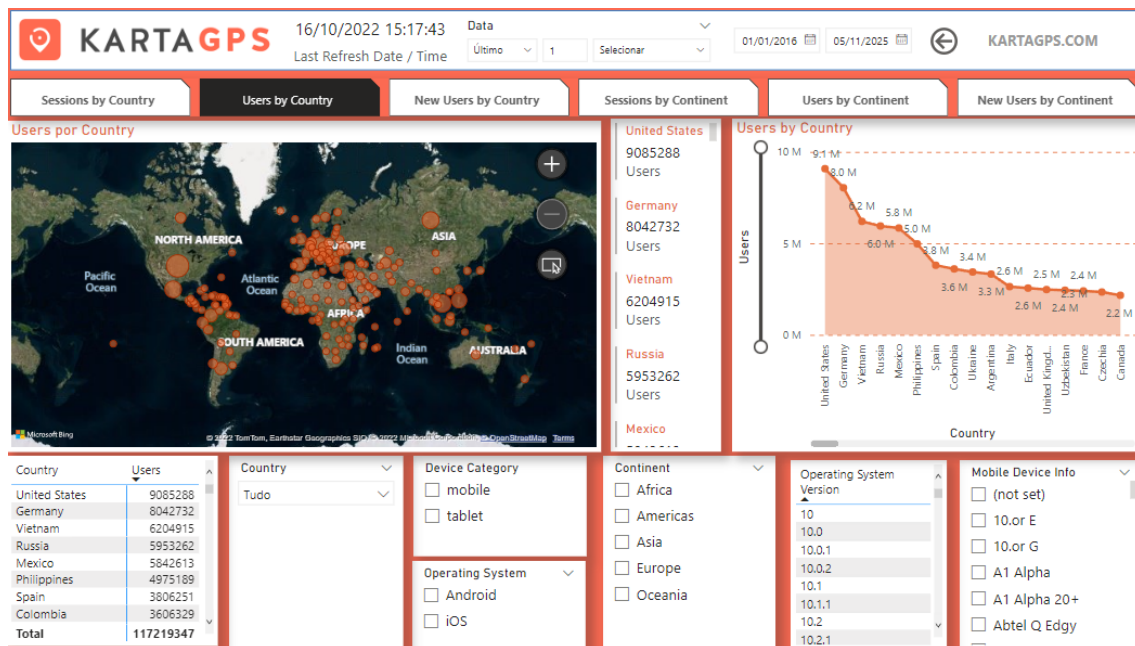 KARTAGPS
16/10/2022 15:17:43
Last Refresh Date / Time
Data
Último
1
Selecionar
01/01/2016
05/11/2025
KARTAGPS.COM
Sessions by Country
Users by Country
New Users by Country
Sessions by Continent
Users by Continent
New Users by Continent
Users por Country
NORTH AMERICA
EUROPE
ASIA
Pacific
Ocean
Atlantic
Ocean
AFRICA
SOUTH AMERICA
Indian
Ocean
AUSTRALIA
Microsoft Bing
© 2022 TomTom, Earthstar Geographics SIO, © 2022 Microsoft Corporation, © OpenStreetMap Terms
United States
9085288
Users
Germany
8042732
Users
Vietnam
6204915
Users
Russia
5953262
Users
Mexico
Users by Country
Users
10 M
5 M
0 M
9.1 M
8.0 M
6.2 M
6.0 M
5.8 M
5.0 M
3.8 M
3.6 M
3.4 M
3.3 M
2.6 M
2.6 M
2.5 M
2.4 M
2.3 M
2.4 M
2.2 M
United States
Germany
Vietnam
Russia
Mexico
Philippines
Spain
Colombia
Ukraine
Argentina
Italy
Ecuador
United Kingd...
Uzbekistan
France
Czechia
Canada
Country
Country Users
United States 9085288
Germany 8042732
Vietnam 6204915
Russia 5953262
Mexico 5842613
Philippines 4975189
Spain 3806251
Colombia 3606329
Total 117219347
Country
Tudo
Device Category
mobile
tablet
Operating System
Android
iOS
Continent
Africa
Americas
Asia
Europe
Oceania
Operating System
Version
10
10.0
10.0.1
10.0.2
10.1
10.1.1
10.2
10.2.1
Mobile Device Info
(not set)
10.or E
10.or G
A1 Alpha
A1 Alpha 20+
Abtel Q Edgy